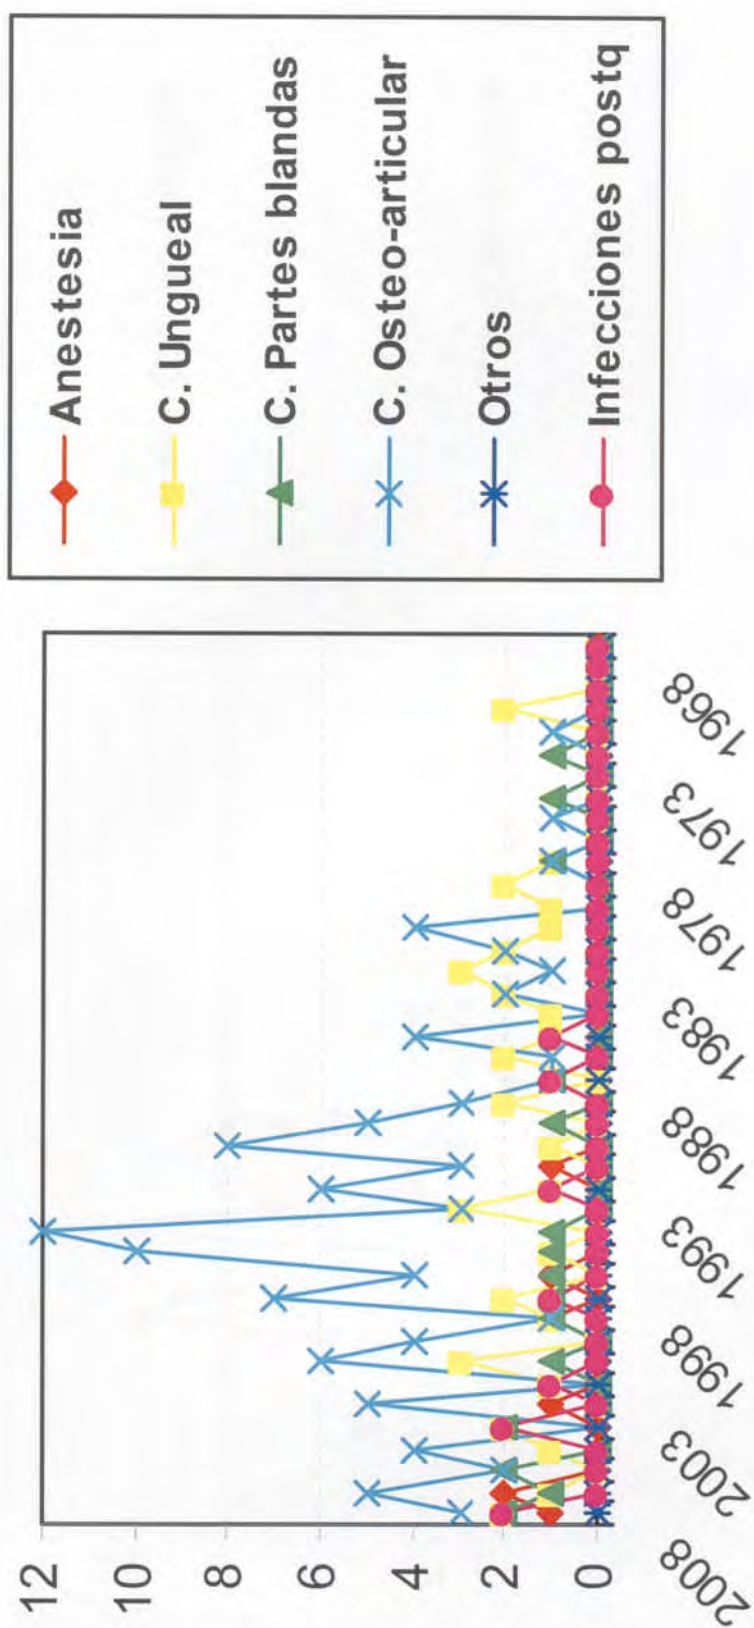 Anestesia
C. Ungueal
C. Partes blandas
C. Osteo-articular
Otros
Infecciones postq
12
10
8
6
4
2
0
2008
2003
1998
1993
1988
1983
1978
1973
1968